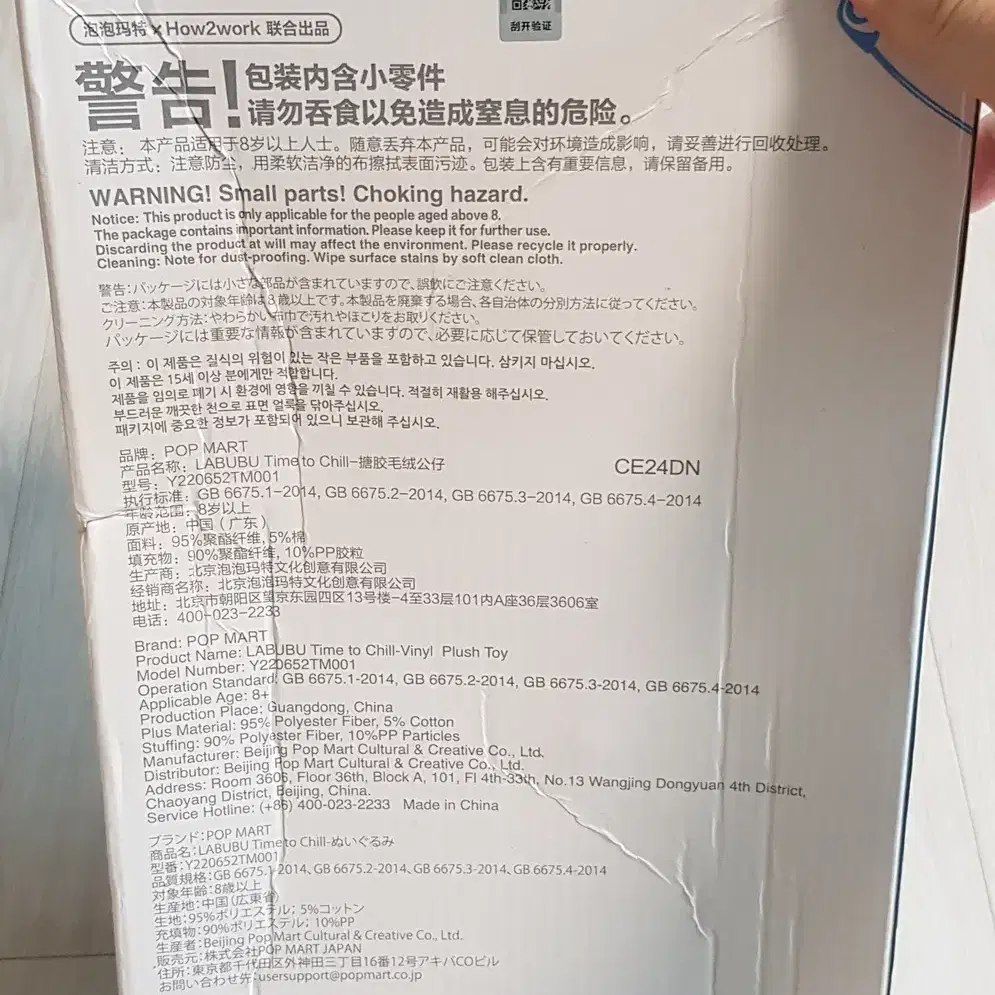 泡泡玛特 × How2work 联合出品
刮开验证
警告! 包装内含小零件
请勿吞食以免造成窒息的危险。
注意: 本产品适用于8岁以上人士。随意丢弃本产品, 可能会对环境造成影响, 请妥善进行回收处理。
清洁方式: 注意防尘, 用柔软洁净的布擦拭表面污迹。包装上含有重要信息, 请保留备用。
WARNING! Small parts! Choking hazard.
Notice: This product is only applicable for the people aged above 8.
The package contains important information. Please keep it for further use.
Discarding the product at will may affect the environment. Please recycle it properly.
Cleaning: Note for dust-proofing. Wipe surface stains by soft clean cloth.
警告:パッケージには小さな部品が含まれていますので、誤飲にご注意ください。
ご注意:本製品の対象年齢は8歳以上です。本製品を廃棄する場合、各自治体の分別方法に従ってください。
クリーニング方法:やわらかい布巾で汚れやほこりをお取りください。
パッケージには重要な情報が含まれていますので、必要に応じて保管しておいてください。
주의 : 이 제품은 질식의 위험이 있는 작은 부품을 포함하고 있습니다. 삼키지 마십시오.
이 제품은 15세 이상 분에게만 적합합니다.
제품을 임의로 폐기 시 환경에 영향을 끼칠 수 있습니다. 적절히 재활용 해주십시오.
부드러운 깨끗한 천으로 표면 얼룩을 닦아주십시오.
패키지에 중요한 정보가 포함되어 있으니 보관해 주십시오.
品牌: POP MART
产品名称: LABUBU Time to Chill-搪胶毛绒公仔
CE24DN
型号: Y220652TM001
执行标准: GB 6675.1-2014, GB 6675.2-2014, GB 6675.3-2014, GB 6675.4-2014
年龄范围: 8岁以上
原产地: 中国 (广东)
面料: 95%聚酯纤维, 5%棉
填充物: 90%聚酯纤维, 10%PP胶粒
生产商: 北京泡泡玛特文化创意有限公司
经销商名称: 北京泡泡玛特文化创意有限公司
地址: 北京市朝阳区望京东园四区13号楼-4至33层101内A座36层3606室
电话: 400-023-2233
Brand: POP MART
Product Name: LABUBU Time to Chill-Vinyl Plush Toy
Model Number: Y220652TM001
Operation Standard: GB 6675.1-2014, GB 6675.2-2014, GB 6675.3-2014, GB 6675.4-2014
Applicable Age: 8+
Production Place: Guangdong, China
Plus Material: 95% Polyester Fiber, 5% Cotton
Stuffing: 90% Polyester Fiber, 10%PP Particles
Manufacturer: Beijing Pop Mart Cultural & Creative Co., Ltd.
Distributor: Beijing Pop Mart Cultural & Creative Co., Ltd.
Address: Room 3606, Floor 36th, Block A, 101, Fl 4th-33th, No.13 Wangjing Dongyuan 4th District,
Chaoyang District, Beijing, China.
Service Hotline: (+86) 400-023-2233 Made in China
ブランド:POP MART
商品名:LABUBU Time to Chill-ぬいぐるみ
型番:Y220652TM001
品質規格:GB 6675.1-2014、GB 6675.2-2014、GB 6675.3-2014、GB 6675.4-2014
対象年齢:8歳以上
生産地:中国(広東省)
生地:95%ポリエステル; 5%コットン
充填物:90%ポリエステル; 10%PP
生産者:Beijing Pop Mart Cultural & Creative Co., Ltd.
販売元:株式会社POP MART JAPAN
住所:東京都千代田区外神田三丁目16番12号アキバCOビル
お問い合わせ先:usersupport@popmart.co.jp